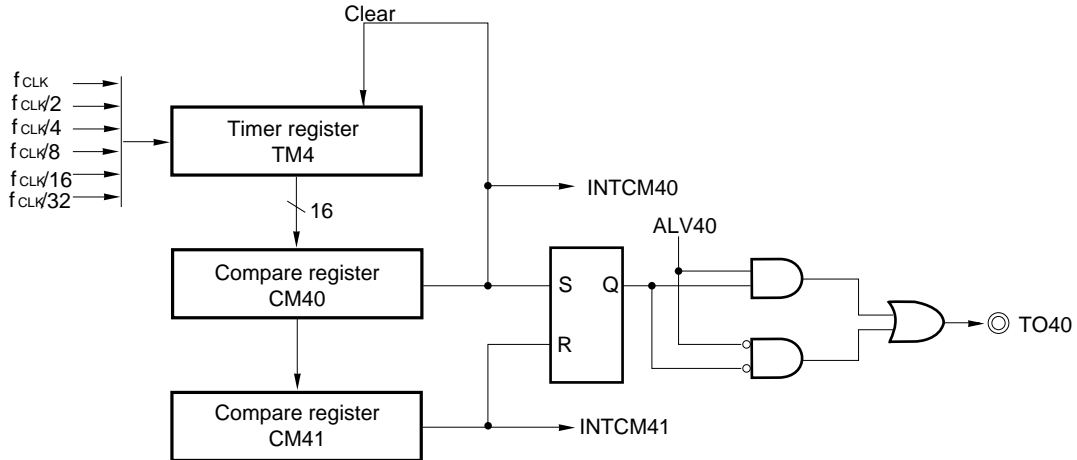 Clear
fCLK
fCLK/2
fCLK/4
fCLK/8
fCLK/16
fCLK/32
Timer register
TM4
INTCM40
16
ALV40
Compare register
CM40
S
Q
R
TO40
Compare register
CM41
INTCM41